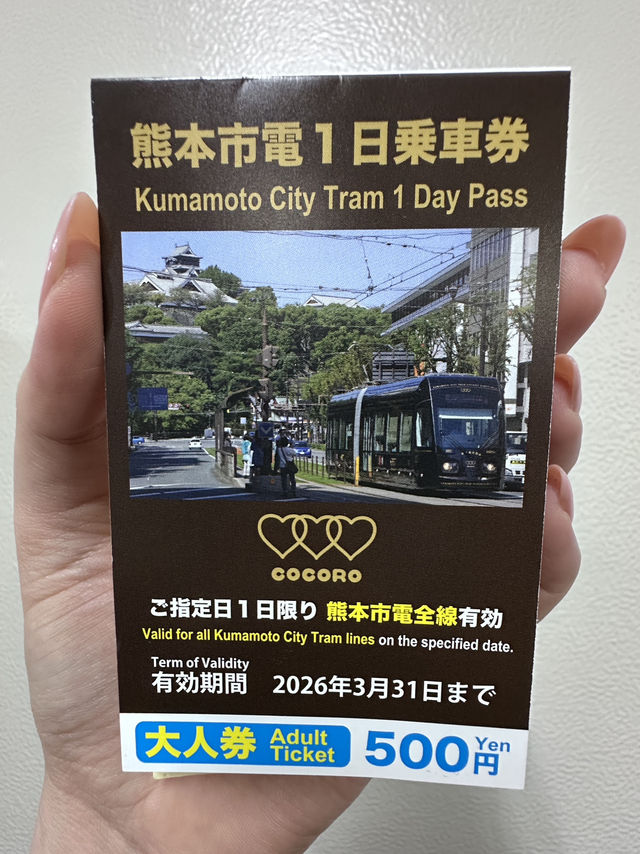 熊本市電1日乗車券
Kumamoto City Tram 1 Day Pass
COCORO
ご指定日1日限り 熊本市電全線有効
Valid for all Kumamoto City Tram lines on the specified date.
Term of Validity
有効期間 2026年3月31日まで
大人券 Adult Ticket 500 Yen 円